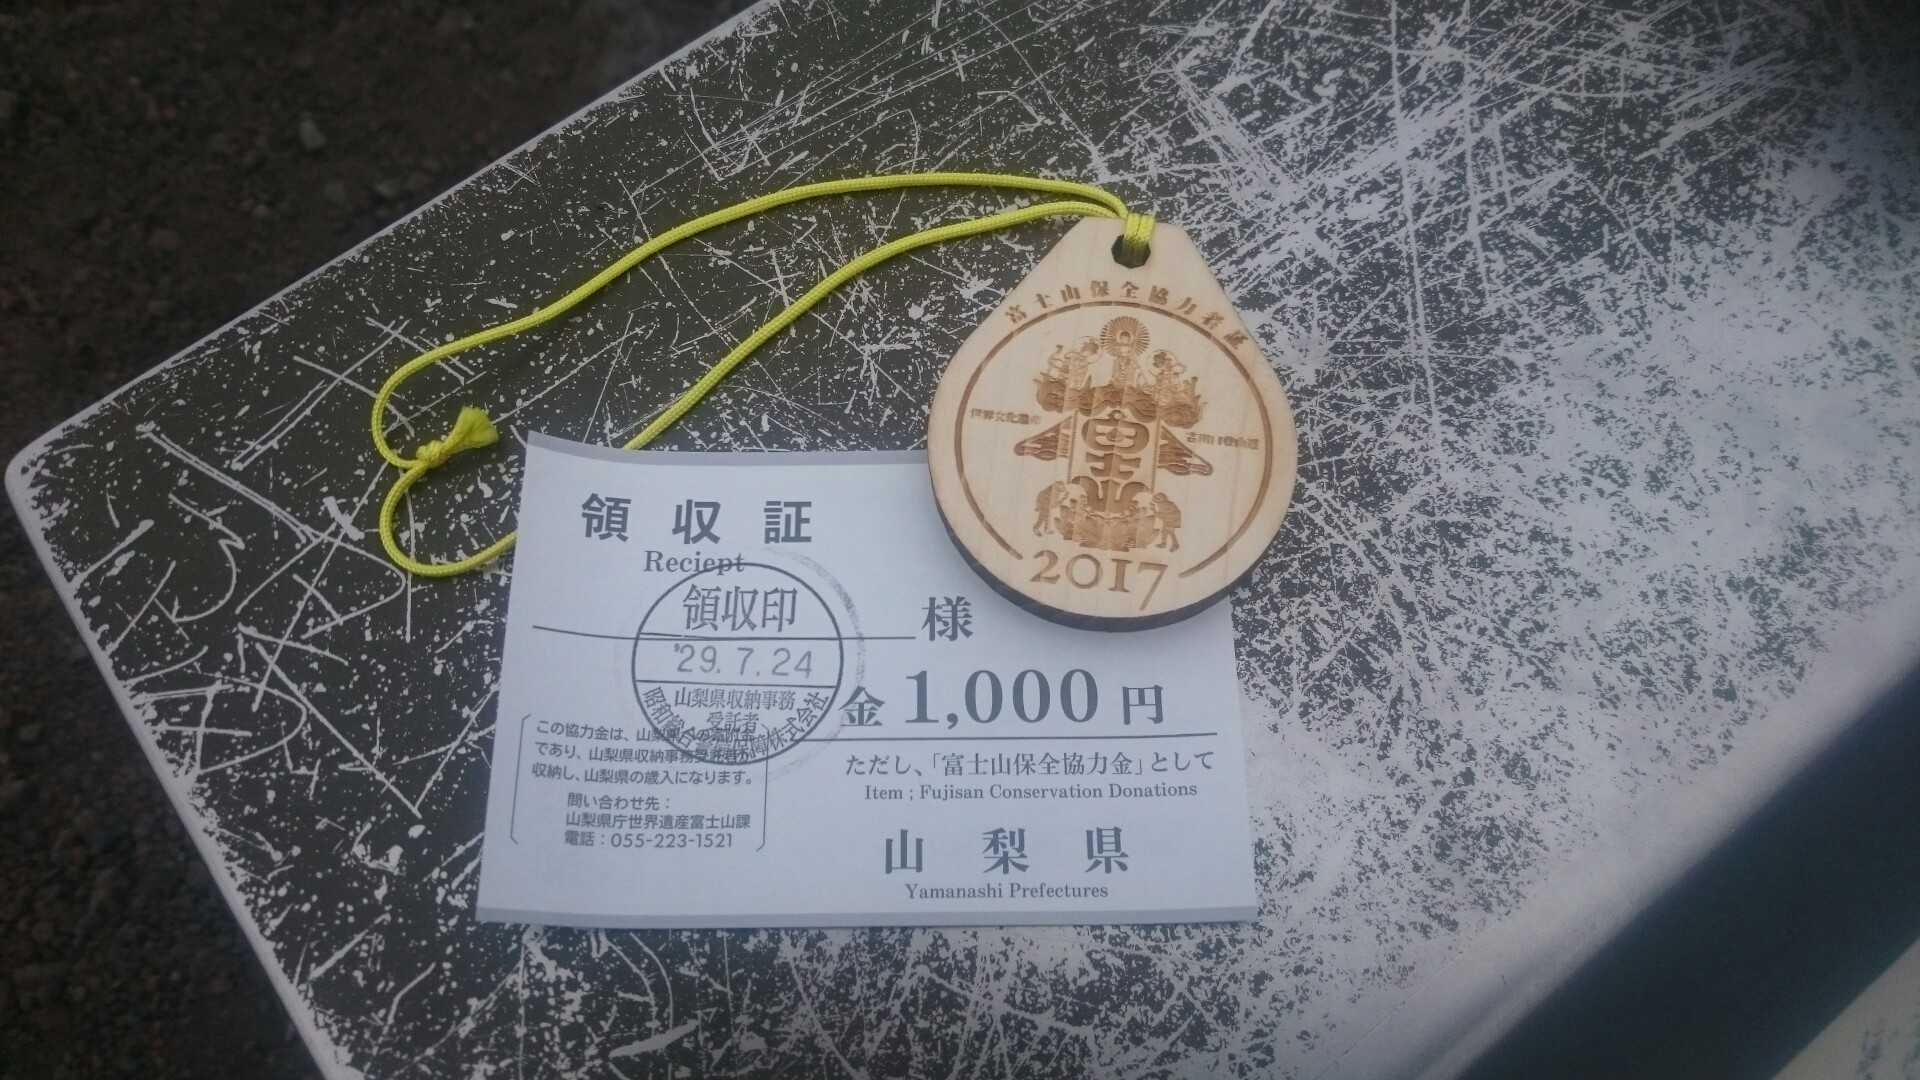 富士山保全協力者証
世界文化遺産
吉田口登山道
2017
領収証
Reciept
領収印
様
'29.7.24
山梨県収納事務
受託者
金 1,000 円
この協力金は、山梨県への
であり、山梨県収納事務受託者が
収納し、山梨県の歳入になります。
問い合わせ先：
山梨県庁世界遺産富士山課
電話：055-223-1521
ただし、「富士山保全協力金」として
Item ; Fujisan Conservation Donations
山梨県
Yamanashi Prefectures